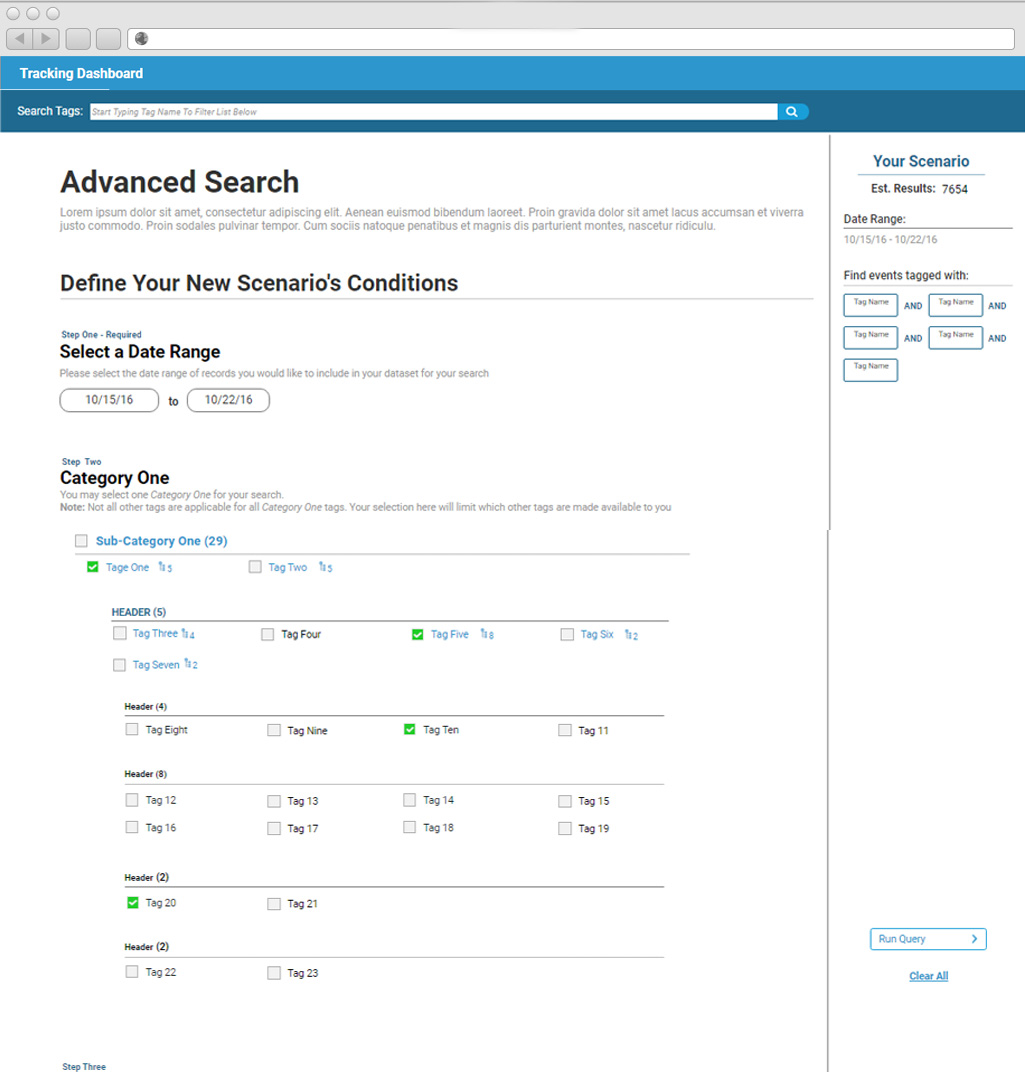 Tracking Dashboard
Search Tags: Start Typing Tag Name To Filter List Below
Advanced Search
Lorem ipsum dolor sit amet, consectetur adipiscing elit. Aenean euismod bibendum laoreet. Proin gravida dolor sit amet lacus accumsan et viverra
justo commodo. Proin sodales pulvinar tempor. Cum sociis natoque penatibus et magnis dis parturient montes, nascetur ridiculu.
Define Your New Scenario's Conditions
Step One - Required
Select a Date Range
Please select the date range of records you would like to include in your dataset for your search
10/15/16 to 10/22/16
Step Two
Category One
You may select one Category One for your search.
Note: Not all other tags are applicable for all Category One tags. Your selection here will limit which other tags are made available to you
Sub-Category One (29)
Tage One 5 Tag Two 5
HEADER (5)
Tag Three 4 Tag Four Tag Five 8 Tag Six 2
Tag Seven 2
Header (4)
Tag Eight Tag Nine Tag Ten Tag 11
Header (8)
Tag 12 Tag 13 Tag 14 Tag 15
Tag 16 Tag 17 Tag 18 Tag 19
Header (2)
Tag 20 Tag 21
Header (2)
Tag 22 Tag 23
Step Three
Your Scenario
Est. Results: 7654
Date Range:
10/15/16 - 10/22/16
Find events tagged with:
Tag Name AND Tag Name AND
Tag Name AND Tag Name AND
Tag Name
Run Query
Clear All